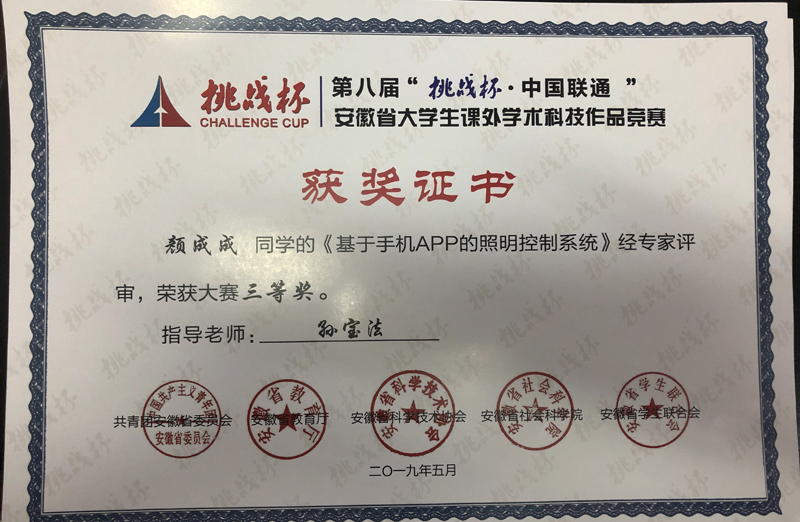 挑战杯
CHALLENGE CUP
第八届“挑战杯·中国联通”
安徽省大学生课外学术科技作品竞赛
获奖证书
颜成成 同学的《基于手机APP的照明控制系统》经专家评
审，荣获大赛三等奖。
指导老师：孙宝法
共青团安徽省委员会 安徽省教育厅 安徽省科学技术协会 安徽省社会科学院 安徽省学生联合会
二〇一九年五月